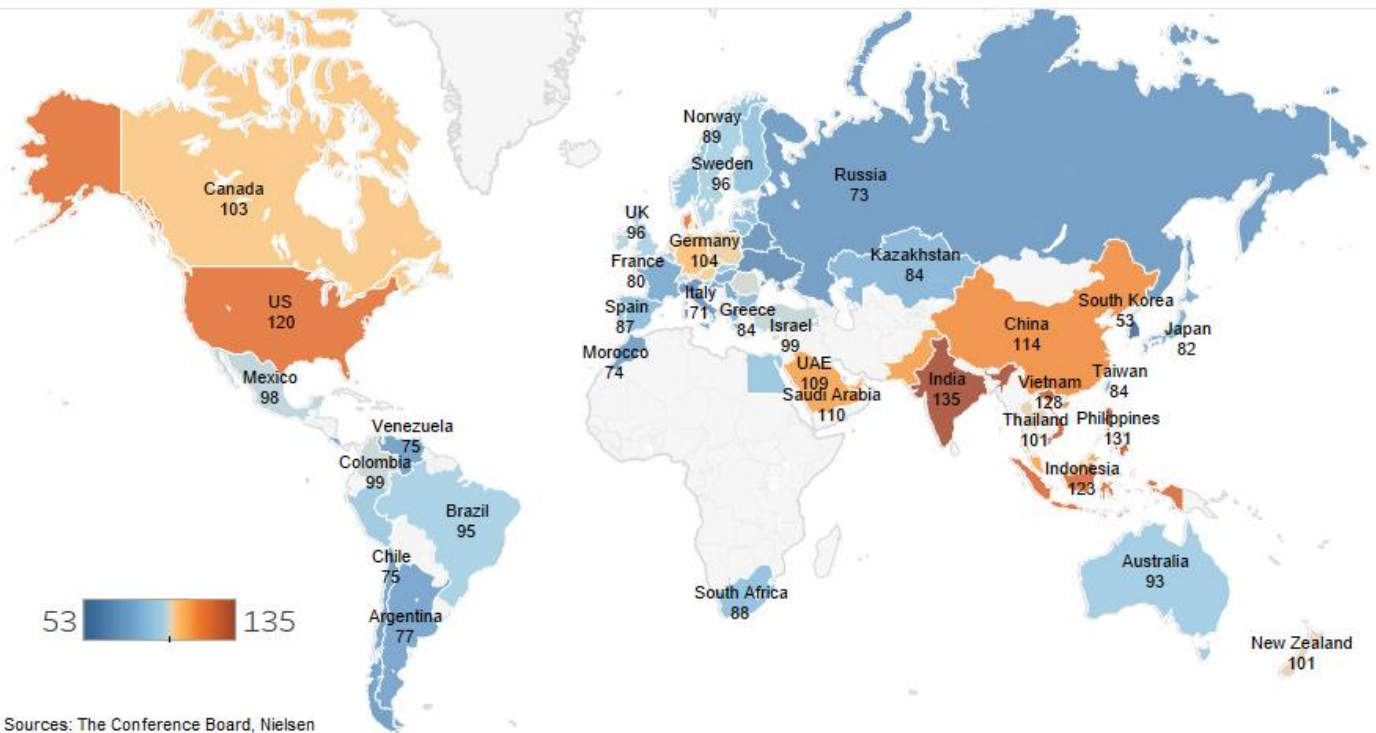 Norway
89
Sweden
96
Russia
73
Canada
103
UK
96
Germany
104
Kazakhstan
84
France
80
US
120
Spain
87
Italy
71
Greece
84
Israel
99
China
114
South Korea
53
Japan
82
Morocco
74
Mexico
98
UAE
109
Saudi Arabia
110
India
135
Vietnam
128
Taiwan
84
Thailand
101
Philippines
131
Venezuela
75
Colombia
99
Indonesia
123
Brazil
95
Chile
75
Australia
93
South Africa
88
Argentina
77
53 135
New Zealand
101
Sources: The Conference Board, Nielsen